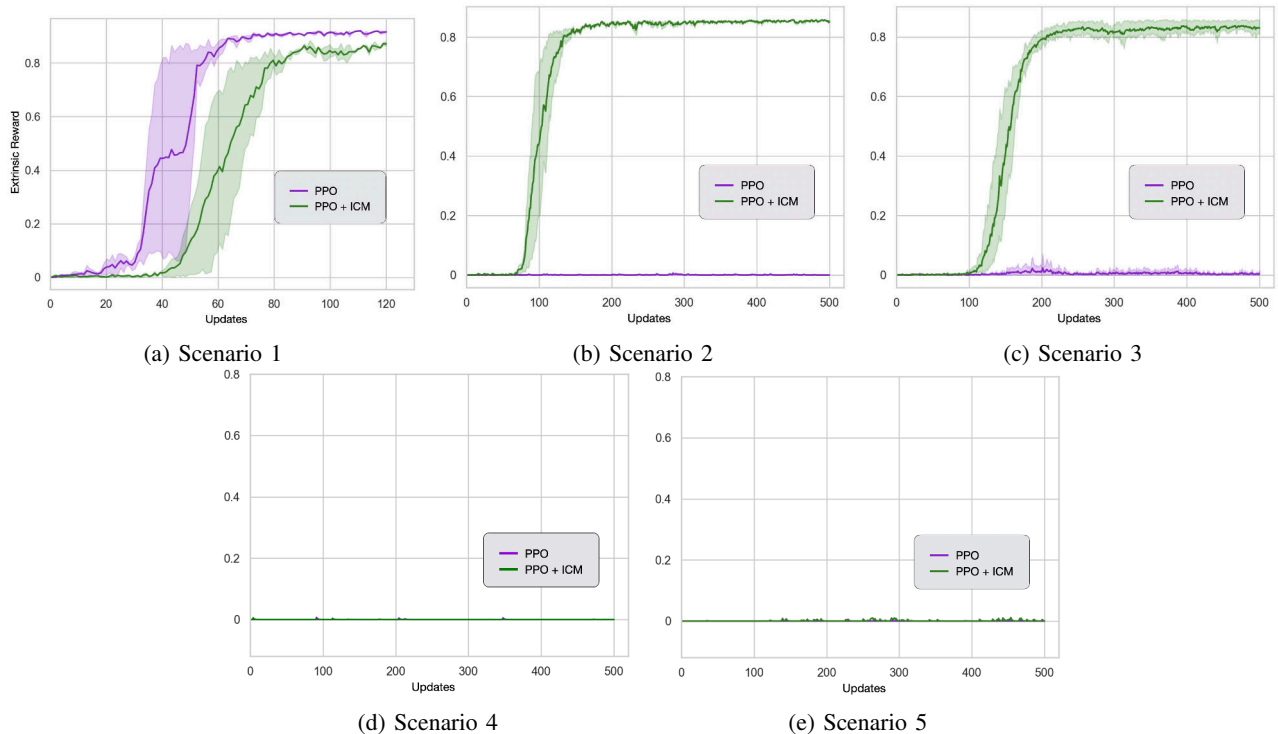 0.8
0.6
0.4
0.2
0
Extrinsic Reward
PPO
PPO + ICM
0 20 40 60 80 100 120
Updates
(a) Scenario 1
0.8
0.6
0.4
0.2
0
PPO
PPO + ICM
0 100 200 300 400 500
Updates
(b) Scenario 2
0.8
0.6
0.4
0.2
0
PPO
PPO + ICM
0 100 200 300 400 500
Updates
(c) Scenario 3
0.8
0.6
0.4
0.2
0
PPO
PPO + ICM
0 100 200 300 400 500
Updates
(d) Scenario 4
0.8
0.6
0.4
0.2
0
PPO
PPO + ICM
0 100 200 300 400 500
Updates
(e) Scenario 5